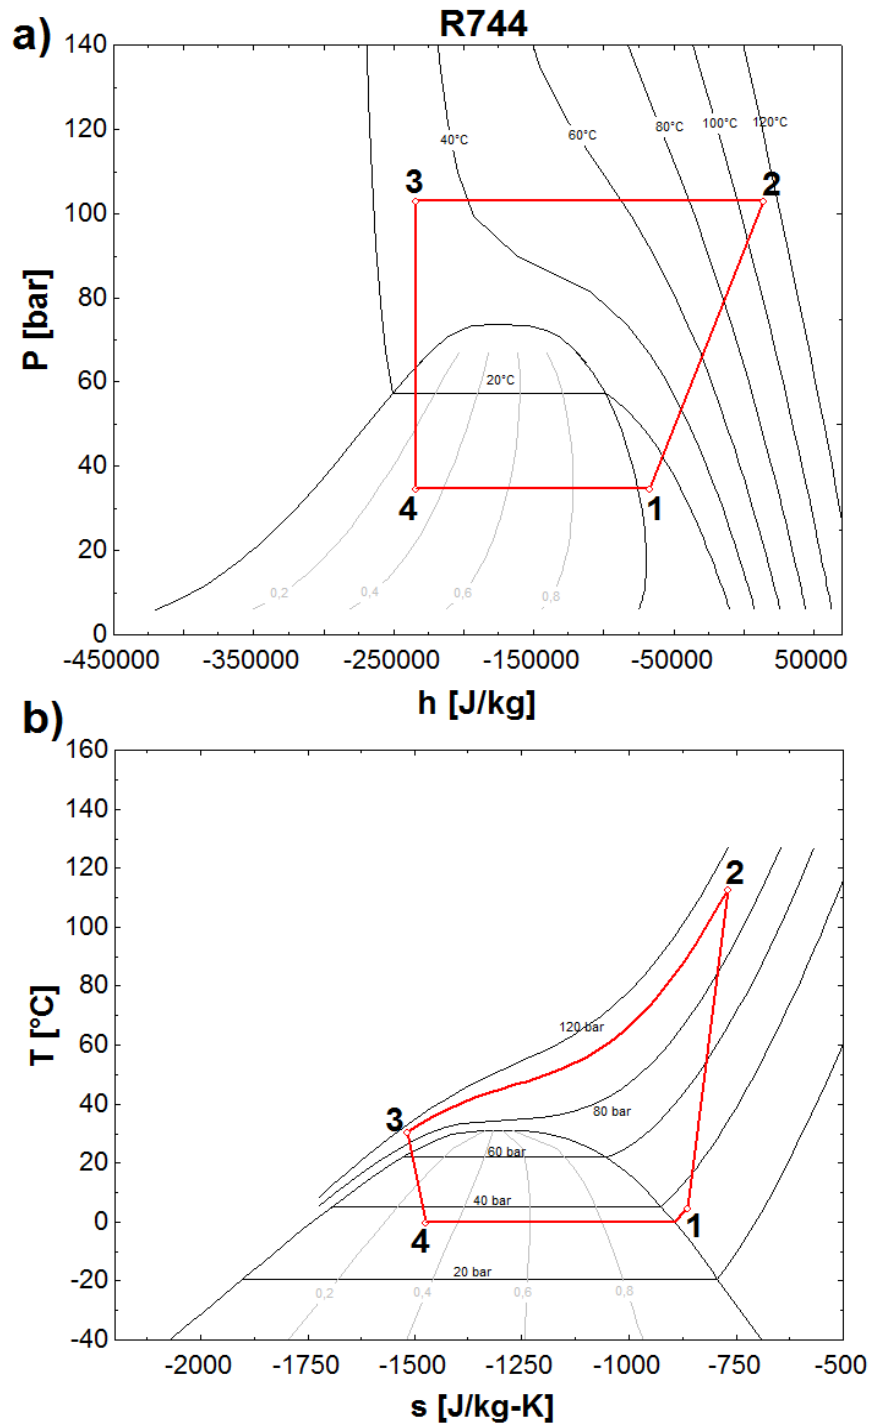 a)
R744
140
120
100
80
60
40
20
0
P [bar]
40°C
60°C
80°C
100°C
120°C
3
2
20°C
4
1
0,2
0,4
0,6
0,8
-450000
-350000
-250000
-150000
-50000
50000
h [J/kg]
b)
160
140
120
100
80
60
40
20
0
-20
-40
T [°C]
2
120 bar
3
80 bar
60 bar
40 bar
4
1
20 bar
0,2
0,4
0,6
0,8
-2000
-1750
-1500
-1250
-1000
-750
-500
s [J/kg-K]